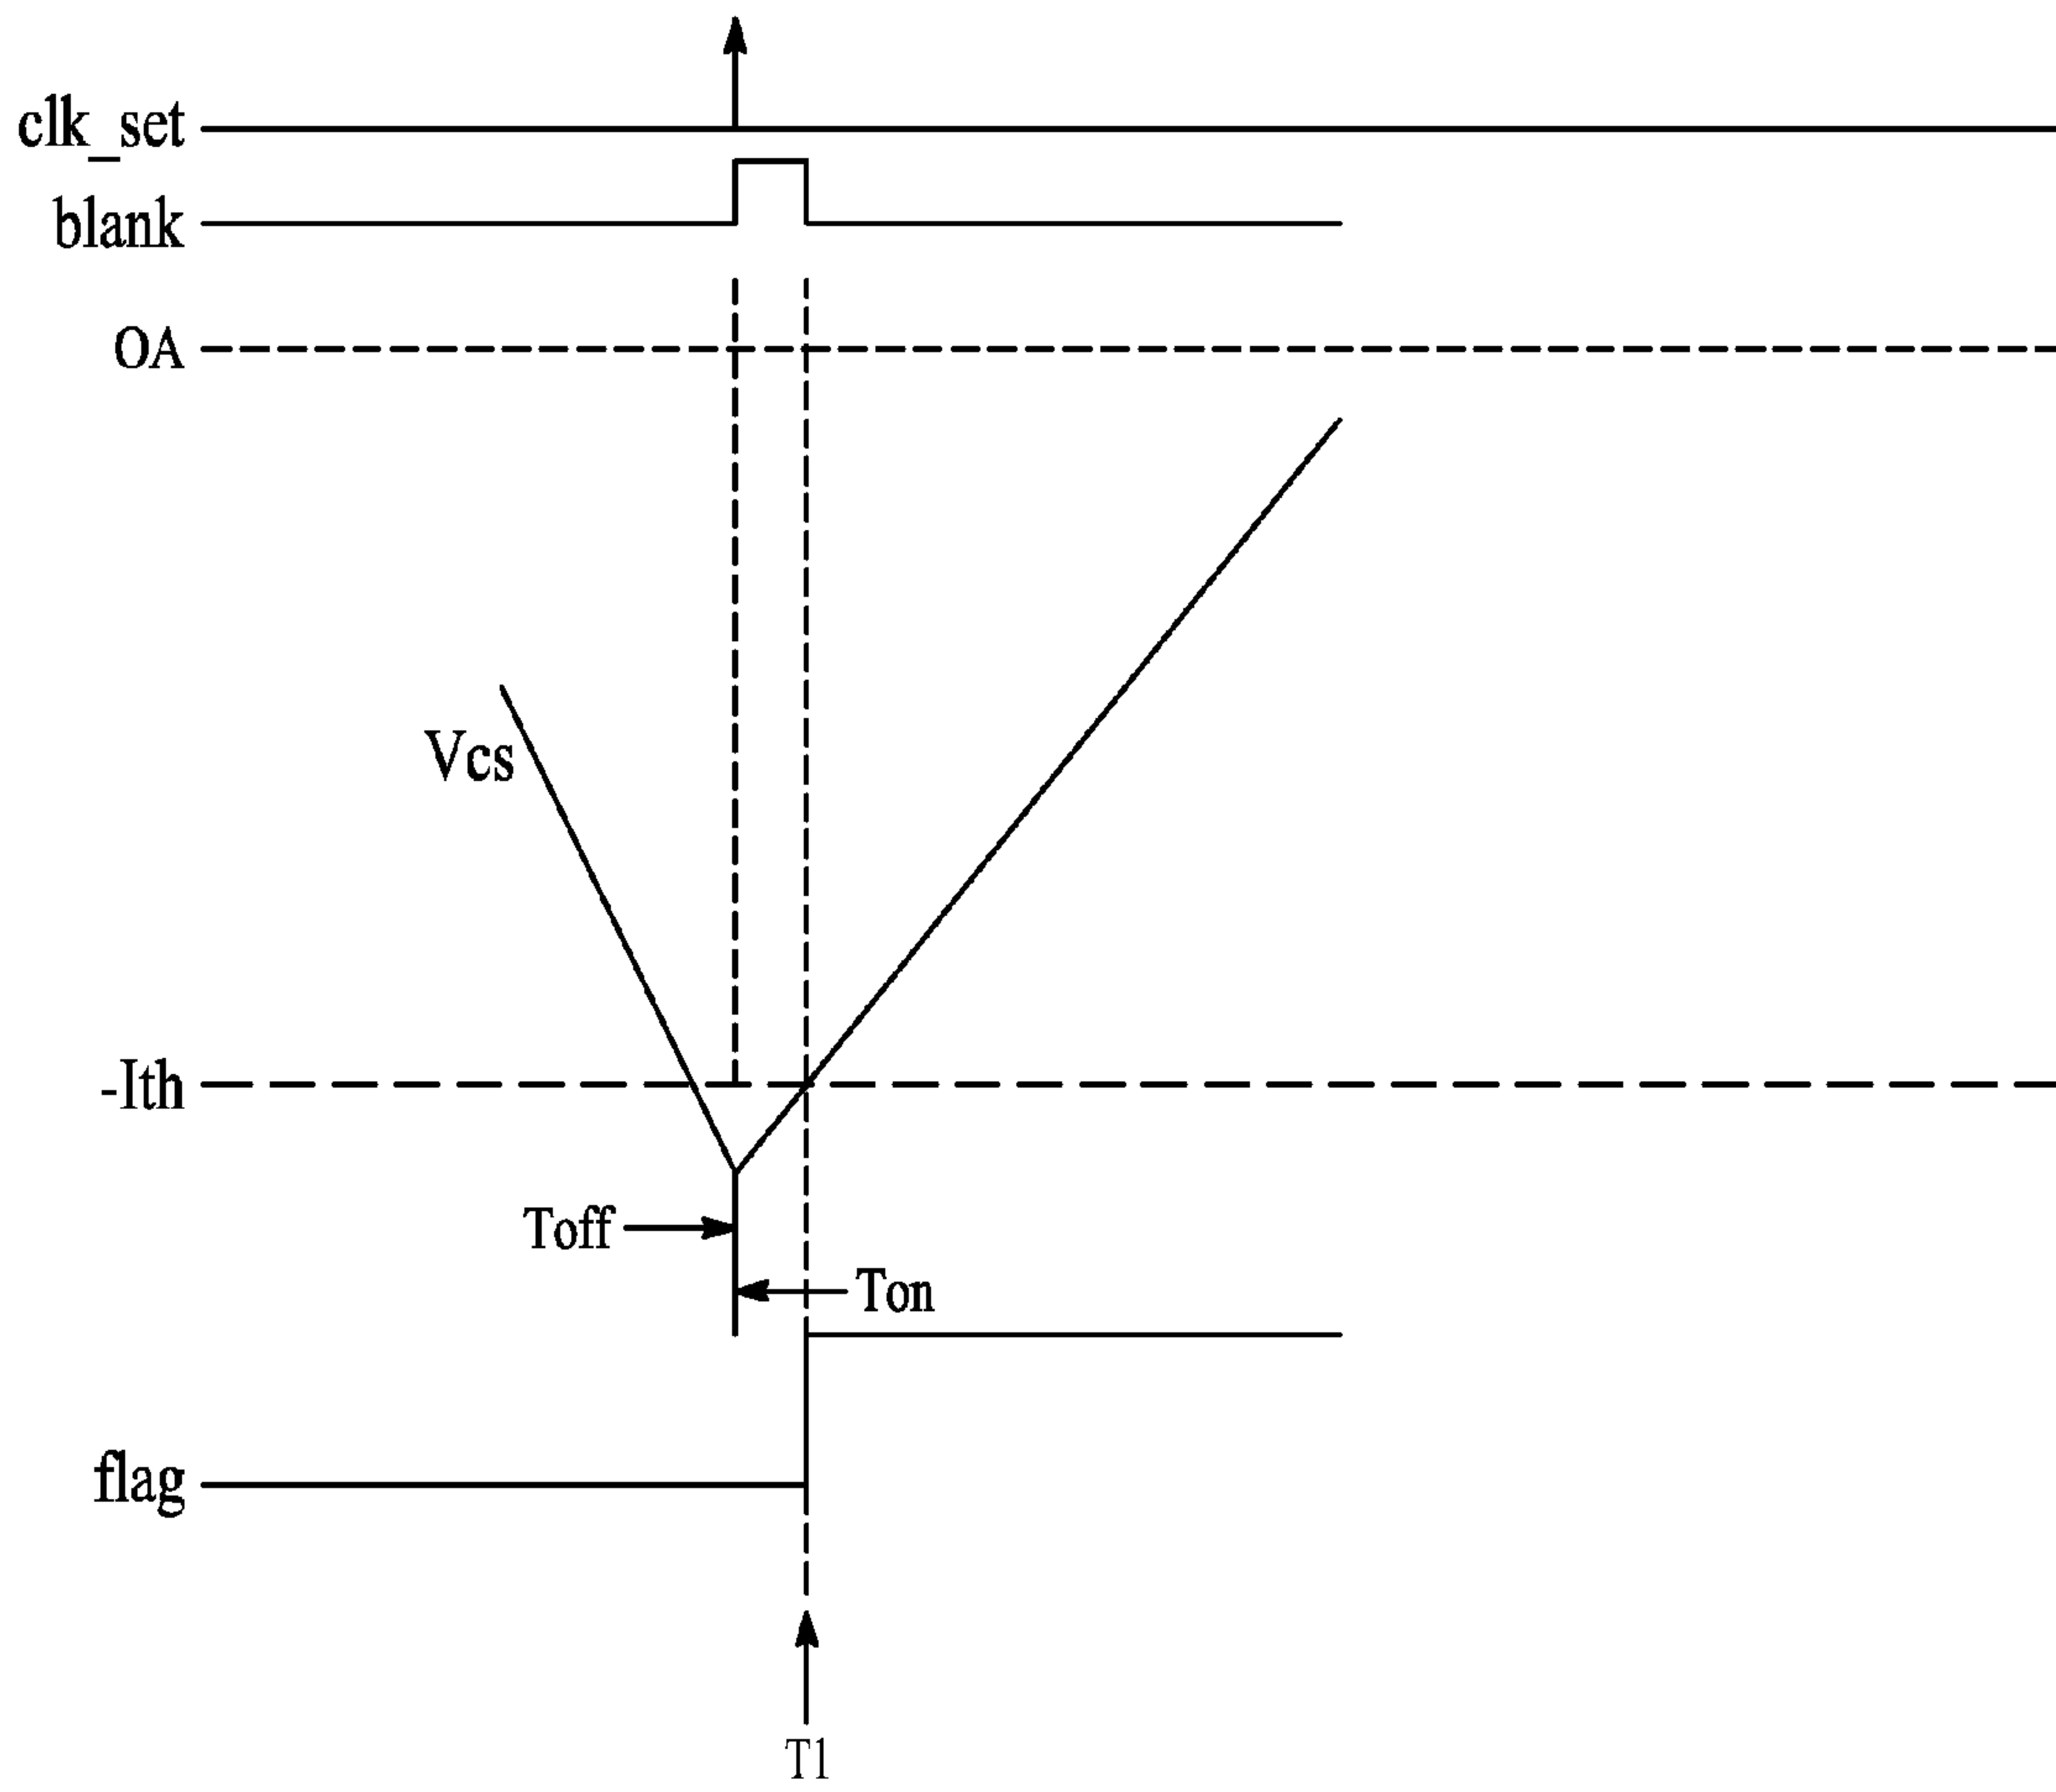 clk_set
blank
OA
Vcs
-Ith
Toff
Ton
flag
T1